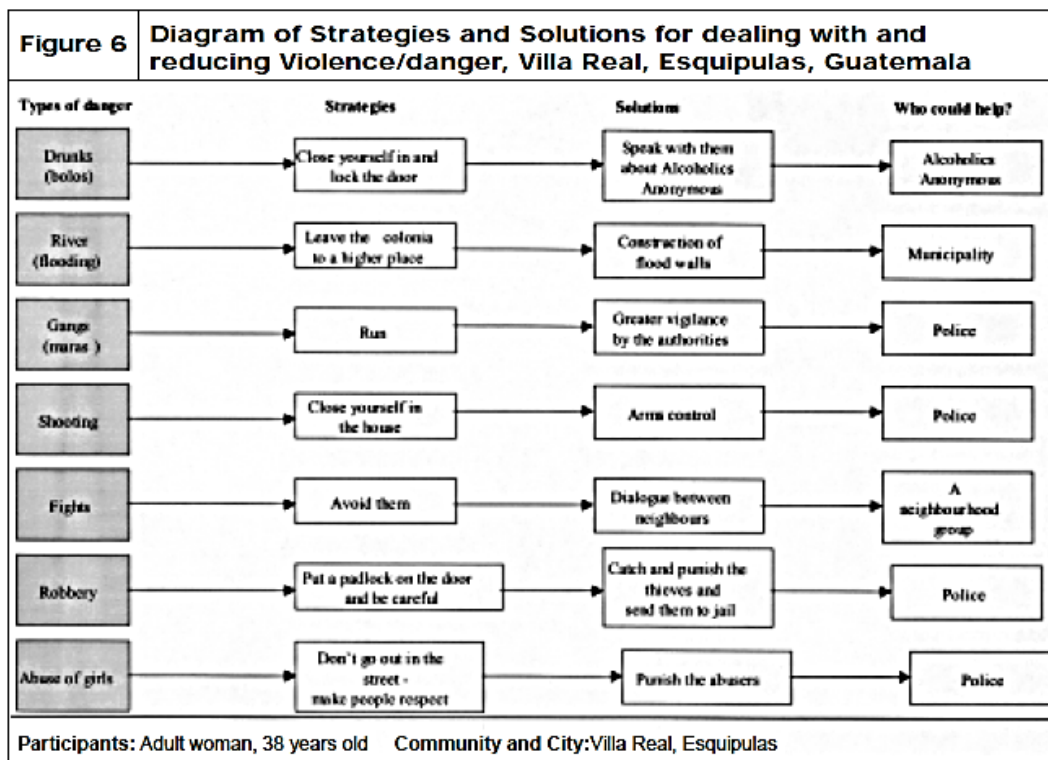 Figure 6
Diagram of Strategies and Solutions for dealing with and
reducing Violence/danger, Villa Real, Esquipulas, Guatemala
Types of danger
Strategies
Solutions
Who could help?
Drunks
(bolos)
Close yourself in and
lock the door
Speak with them
about Alcoholics
Anonymous
Alcoholics
Anonymous
River
(flooding)
Leave the colonia
to a higher place
Construction of
flood walls
Municipality
Gangs
(maras )
Run
Greater vigilance
by the authorities
Police
Shooting
Close yourself in
the house
Arms control
Police
Fights
Avoid them
Dialogue between
neighbours
A
neighbourhood
group
Robbery
Put a padlock on the door
and be careful
Catch and punish the
thieves and
send them to jail
Police
Abuse of girls
Don't go out in the
street -
make people respect
Punish the abusers
Police
Participants: Adult woman, 38 years old Community and City:Villa Real, Esquipulas